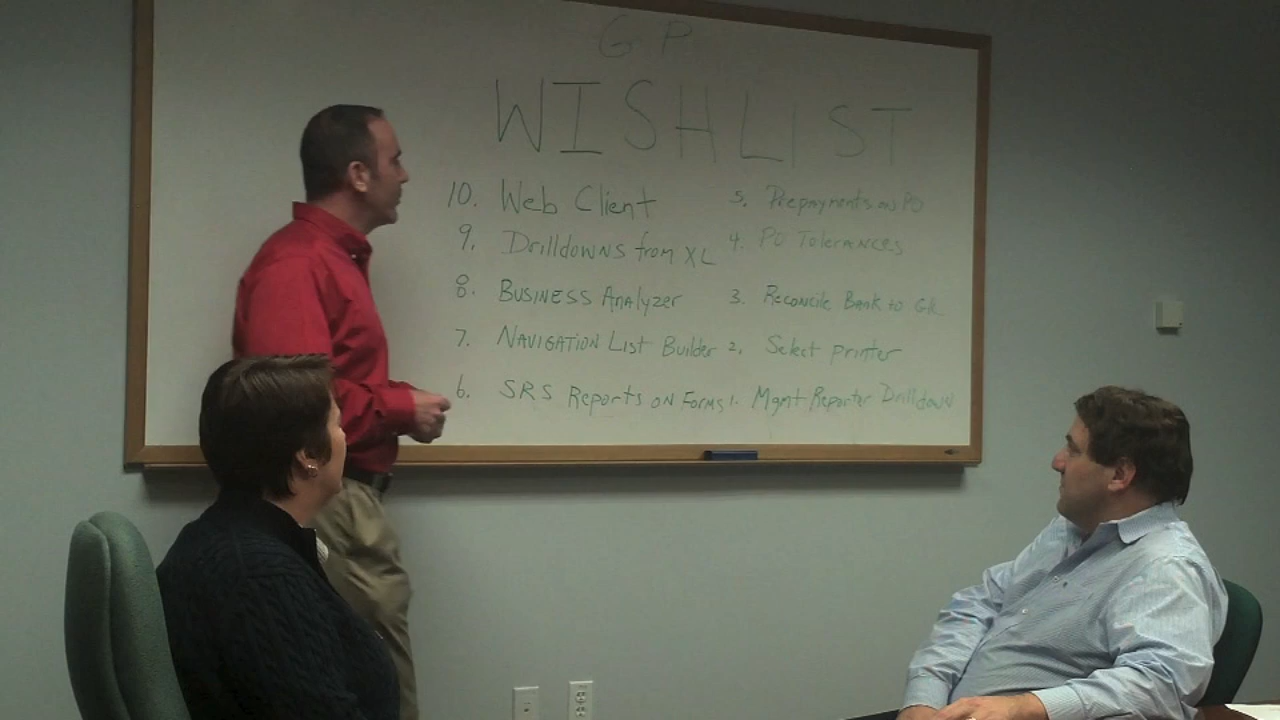 GP
WISHLIST
10. Web Client
9. Drilldowns from XL
8. Business Analyzer
7. Navigation List Builder
6. SRS Reports on Forms
5. Prepayments on PO
4. PO Tolerances
3. Reconcile Bank to GL
2. Select printer
1. Mgmt Reporter Drilldown